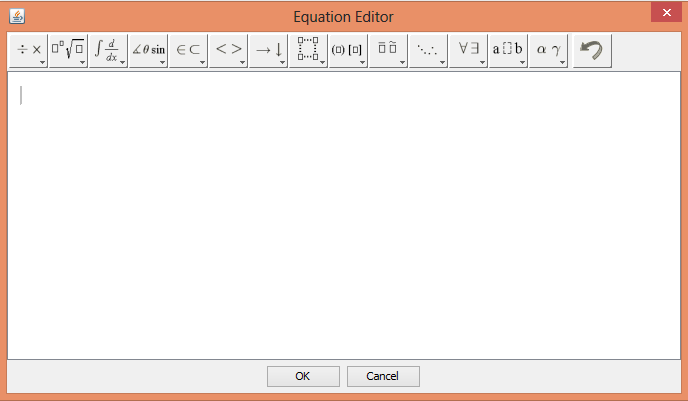 Equation Editor
÷ × □□ √□ ∫ d/dx ∡θ sin ∈⊂ <> →↓ (□) [□] □̄ □̃ ⋱⋰ ∀∃ a b α γ
OK Cancel